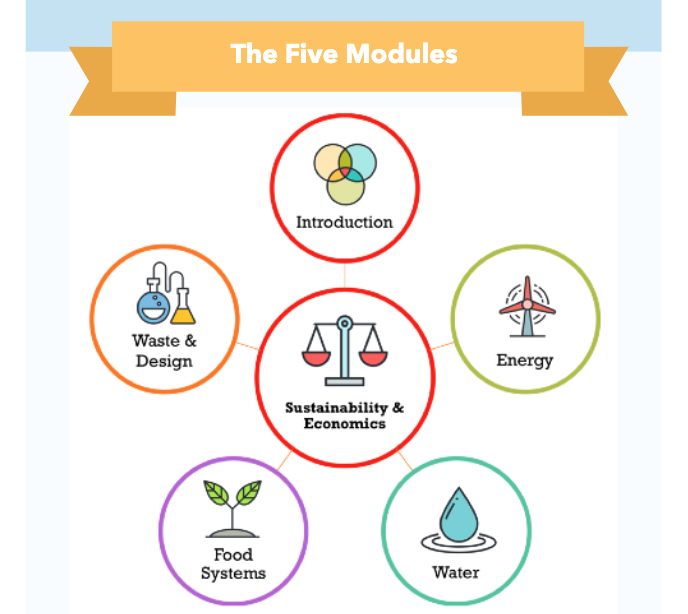 The Five Modules
Introduction
Waste &
Design
Energy
Sustainability &
Economics
Food
Systems
Water